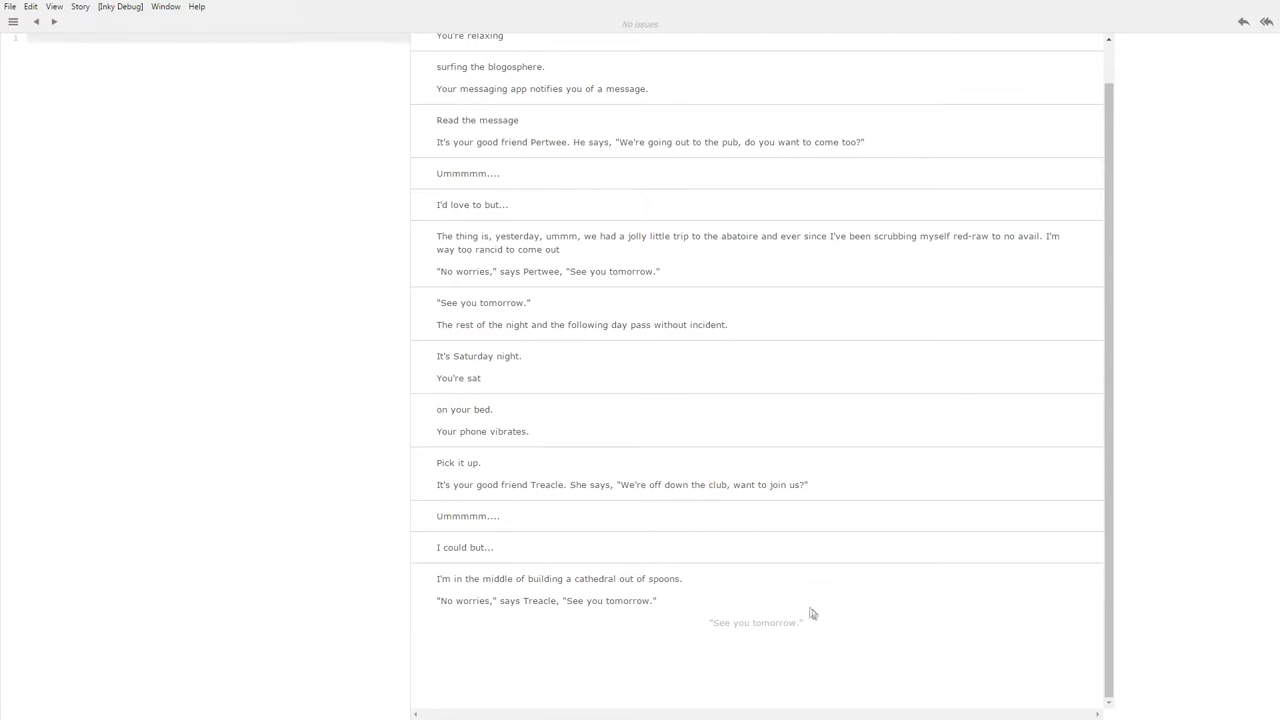 File Edit View Story [Inky Debug] Window Help
No issues
1
You're relaxing
surfing the blogosphere.
Your messaging app notifies you of a message.
Read the message
It's your good friend Pertwee. He says, "We're going out to the pub, do you want to come too?"
Ummmmm....
I'd love to but...
The thing is, yesterday, ummm, we had a jolly little trip to the abatoire and ever since I've been scrubbing myself red-raw to no avail. I'm
way too rancid to come out
"No worries," says Pertwee, "See you tomorrow."
"See you tomorrow."
The rest of the night and the following day pass without incident.
It's Saturday night.
You're sat
on your bed.
Your phone vibrates.
Pick it up.
It's your good friend Treacle. She says, "We're off down the club, want to join us?"
Ummmmm....
I could but...
I'm in the middle of building a cathedral out of spoons.
"No worries," says Treacle, "See you tomorrow."
"See you tomorrow."